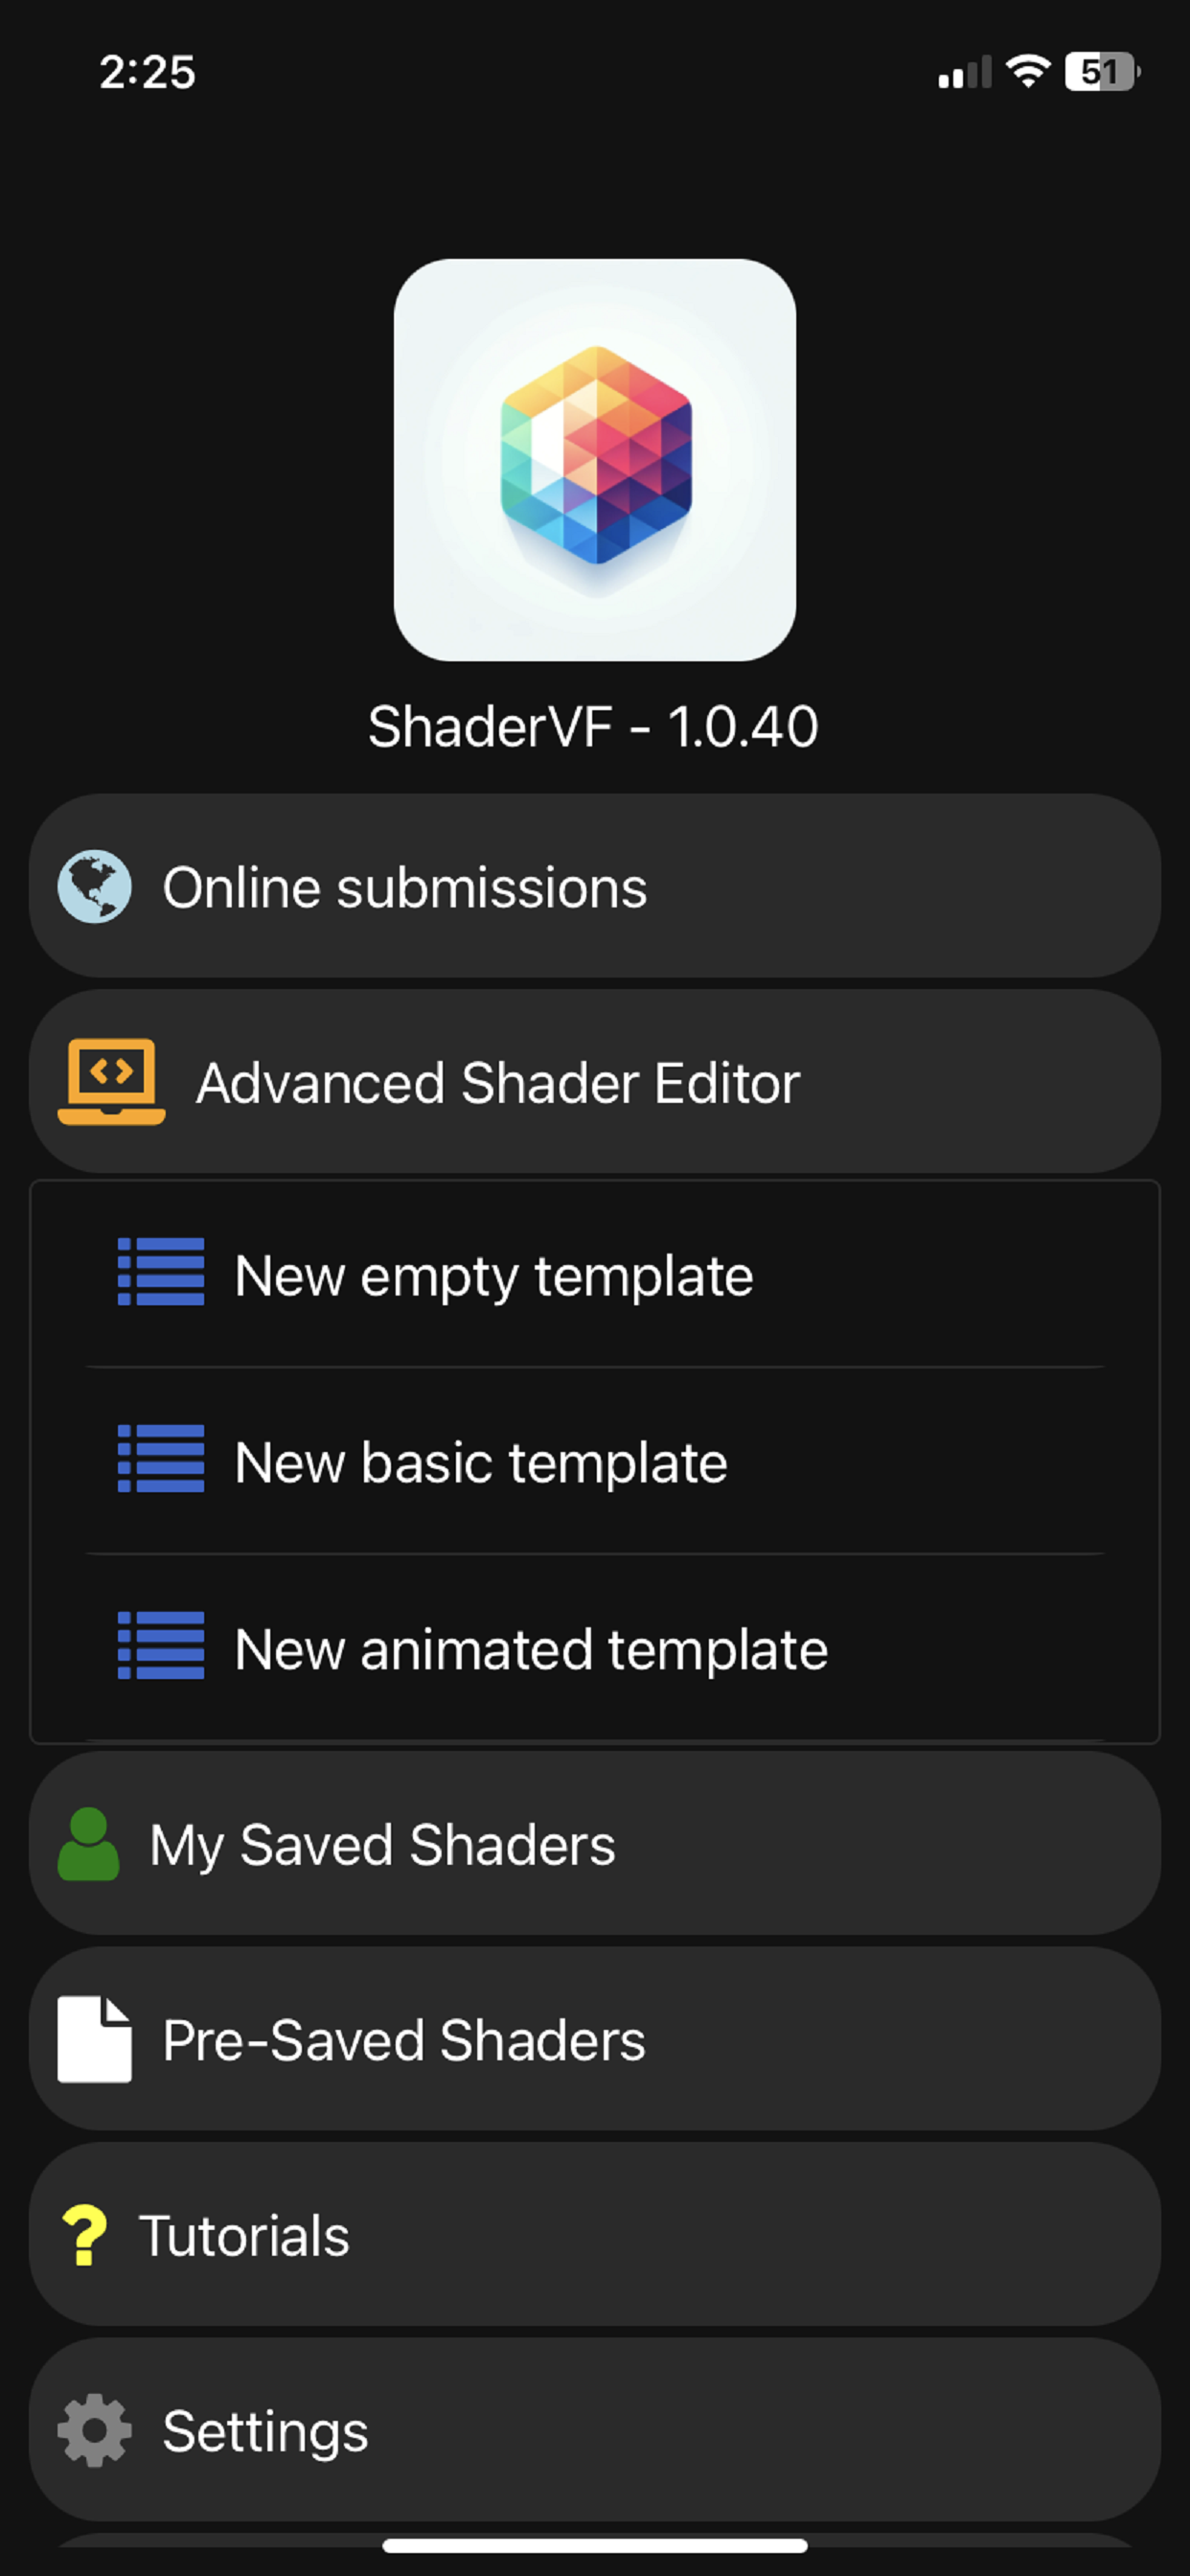 2:25
51
ShaderVF - 1.0.40
Online submissions
Advanced Shader Editor
New empty template
New basic template
New animated template
My Saved Shaders
Pre-Saved Shaders
? Tutorials
Settings